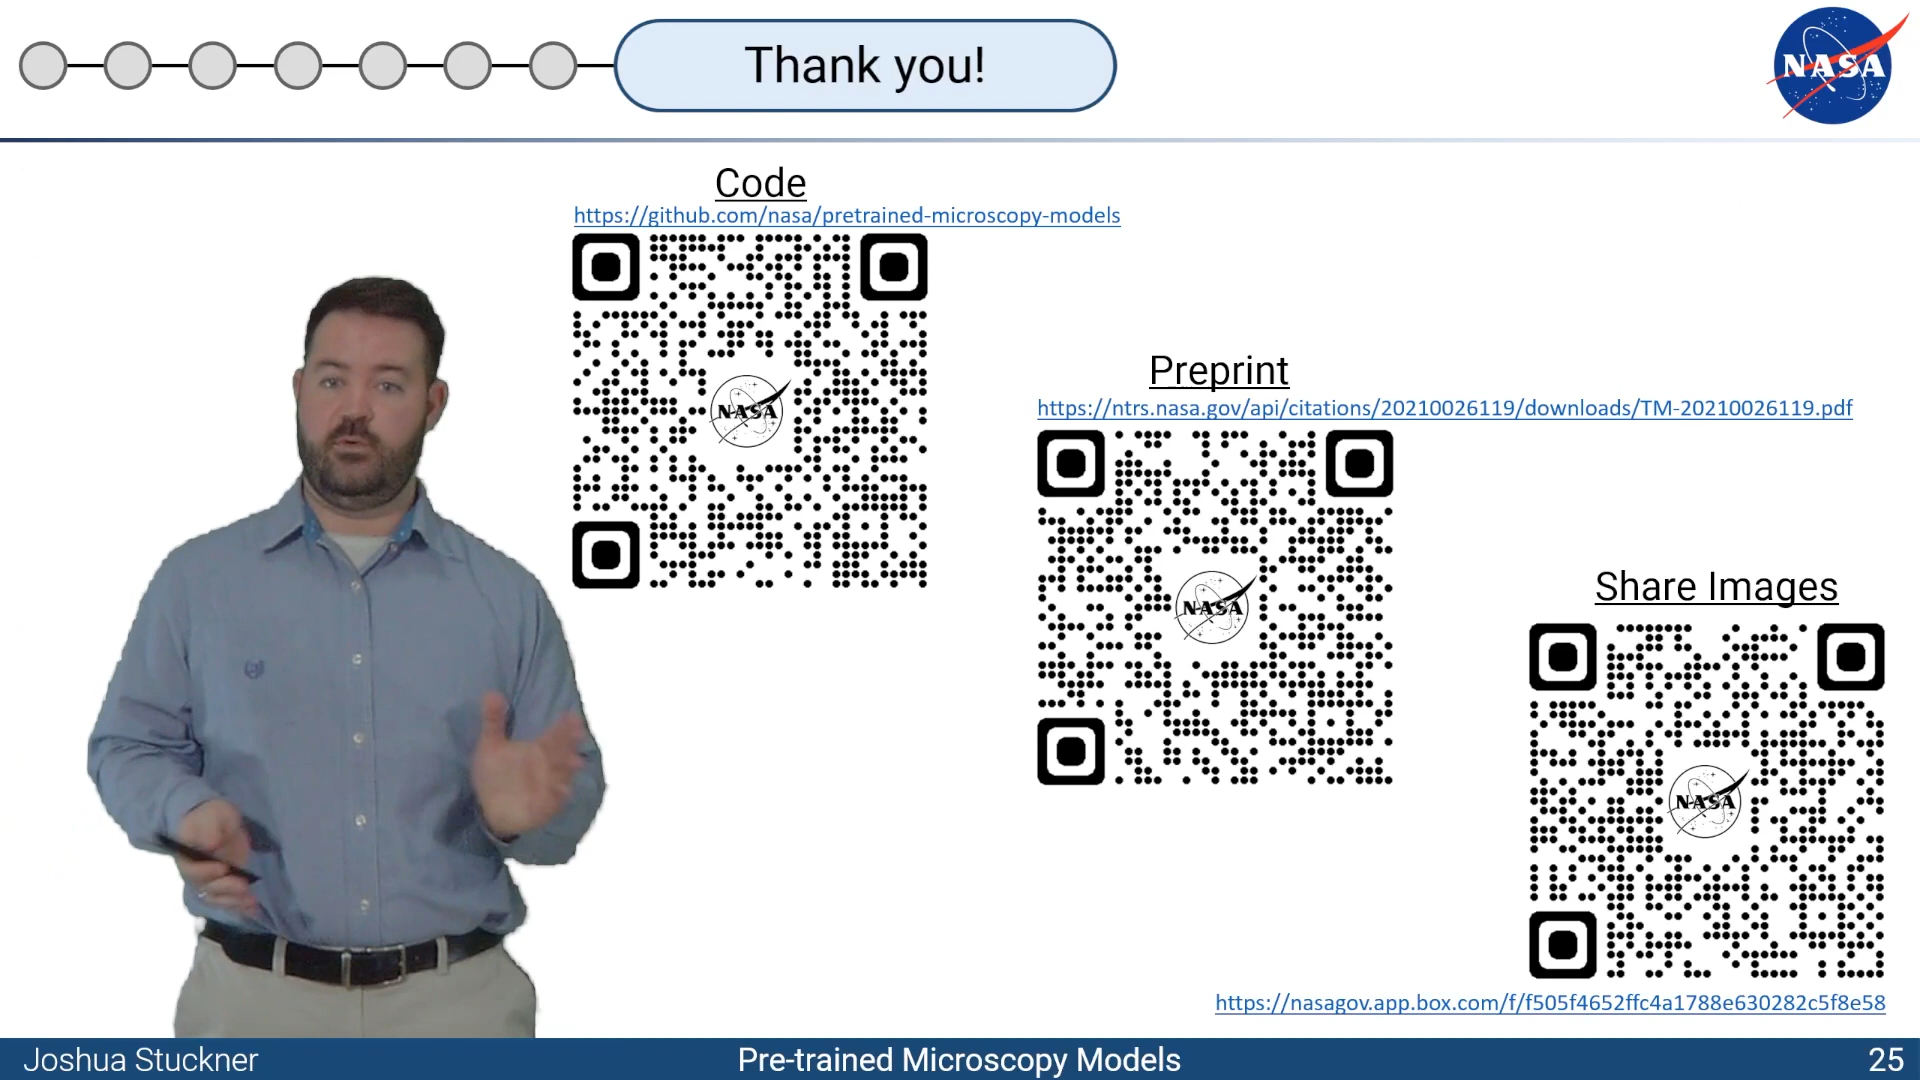 Thank you!
NASA
Code
https://github.com/nasa/pretrained-microscopy-models
NASA
Preprint
https://ntrs.nasa.gov/api/citations/20210026119/downloads/TM-20210026119.pdf
NASA
Share Images
NASA
https://nasagov.app.box.com/f/f505f4652ffc4a1788e630282c5f8e58
Joshua Stuckner
Pre-trained Microscopy Models
25